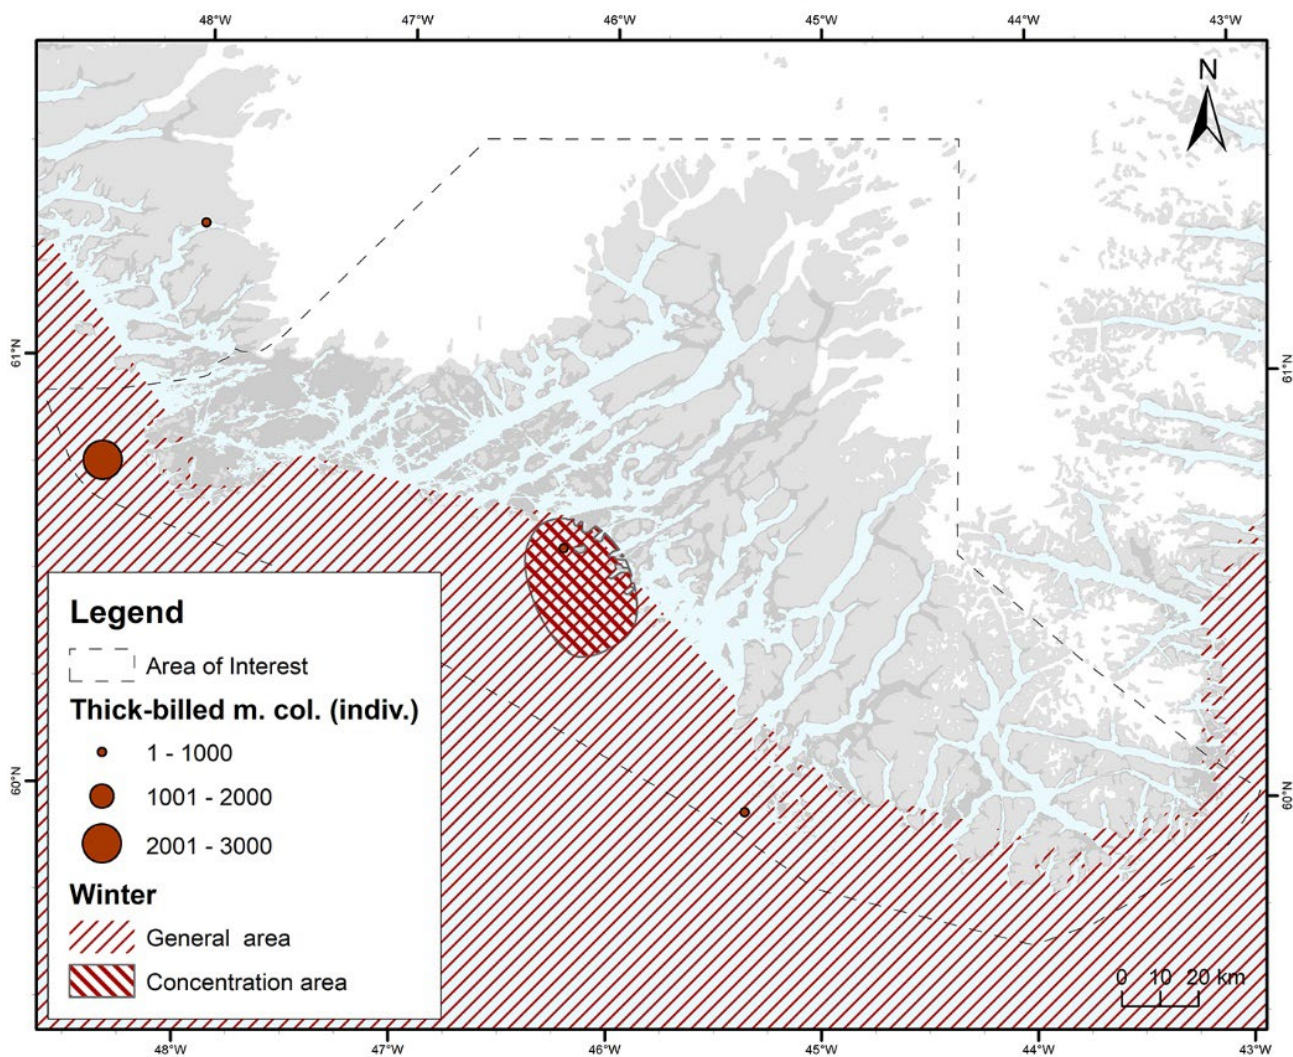 48°W 47°W 46°W 45°W 44°W 43°W
N
61°N
61°N
Legend
Area of Interest
Thick-billed m. col. (indiv.)
1 - 1000
1001 - 2000
2001 - 3000
Winter
General area
Concentration area
60°N
60°N
0 10 20 km
48°W 47°W 46°W 45°W 44°W 43°W